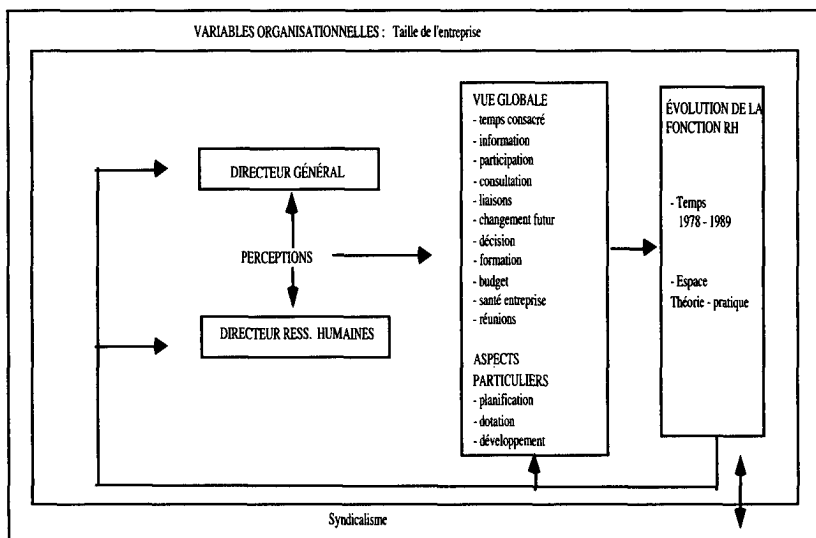 VARIABLES ORGANISATIONNELLES : Taille de l'entreprise
DIRECTEUR GÉNÉRAL
PERCEPTIONS
DIRECTEUR RESS. HUMAINES
VUE GLOBALE
- temps consacré
- information
- participation
- consultation
- liaisons
- changement futur
- décision
- formation
- budget
- santé entreprise
- réunions
ASPECTS
PARTICULIERS
- planification
- dotation
- développement
ÉVOLUTION DE LA
FONCTION RH
- Temps
1978 - 1989
- Espace
Théorie - pratique
Syndicalisme